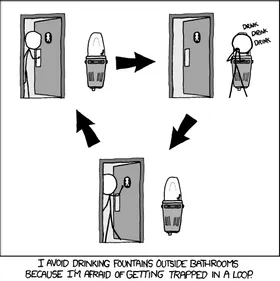 DRINK
DRINK
DRINK
I AVOID DRINKING FOUNTAINS OUTSIDE BATHROOMS
BECAUSE I'M AFRAID OF GETTING TRAPPED IN A LOOP.